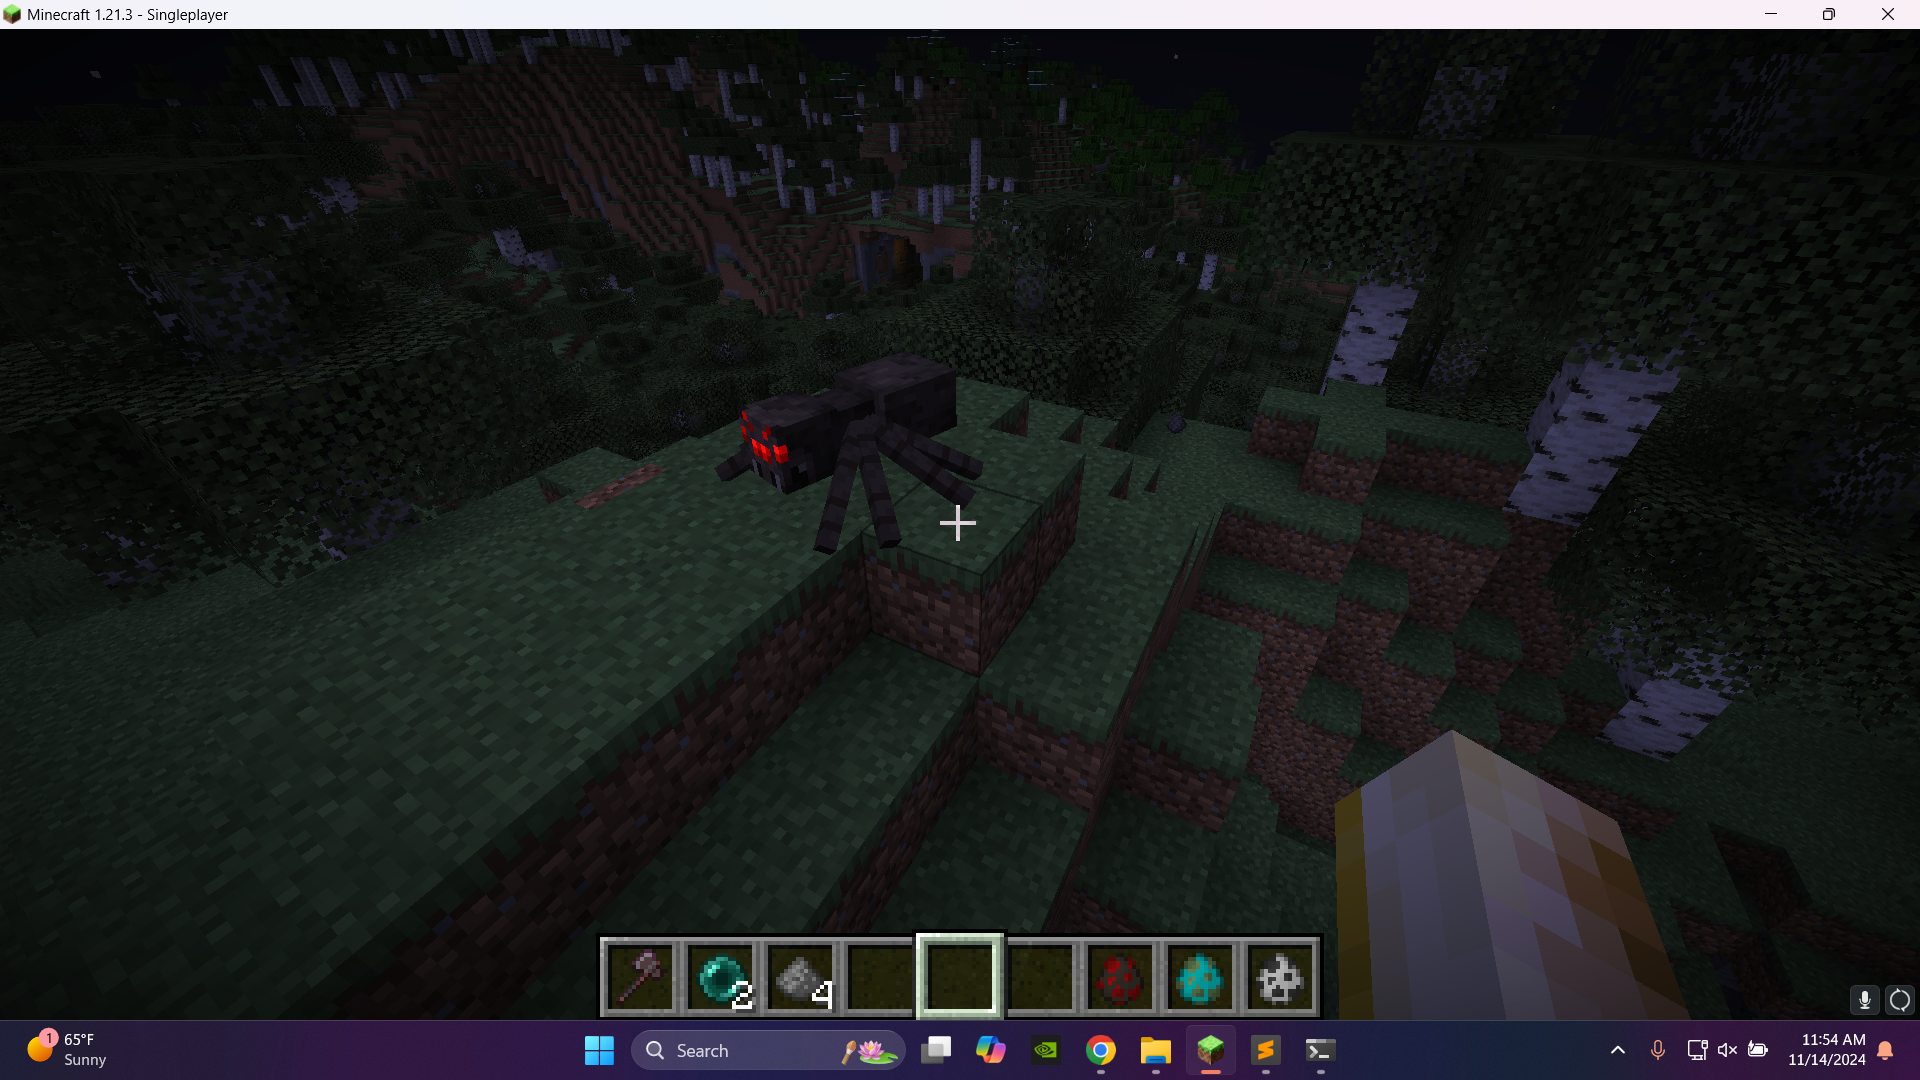 Minecraft 1.21.3 - Singleplayer
2
4
1
65°F
Sunny
Search
11:54 AM
11/14/2024